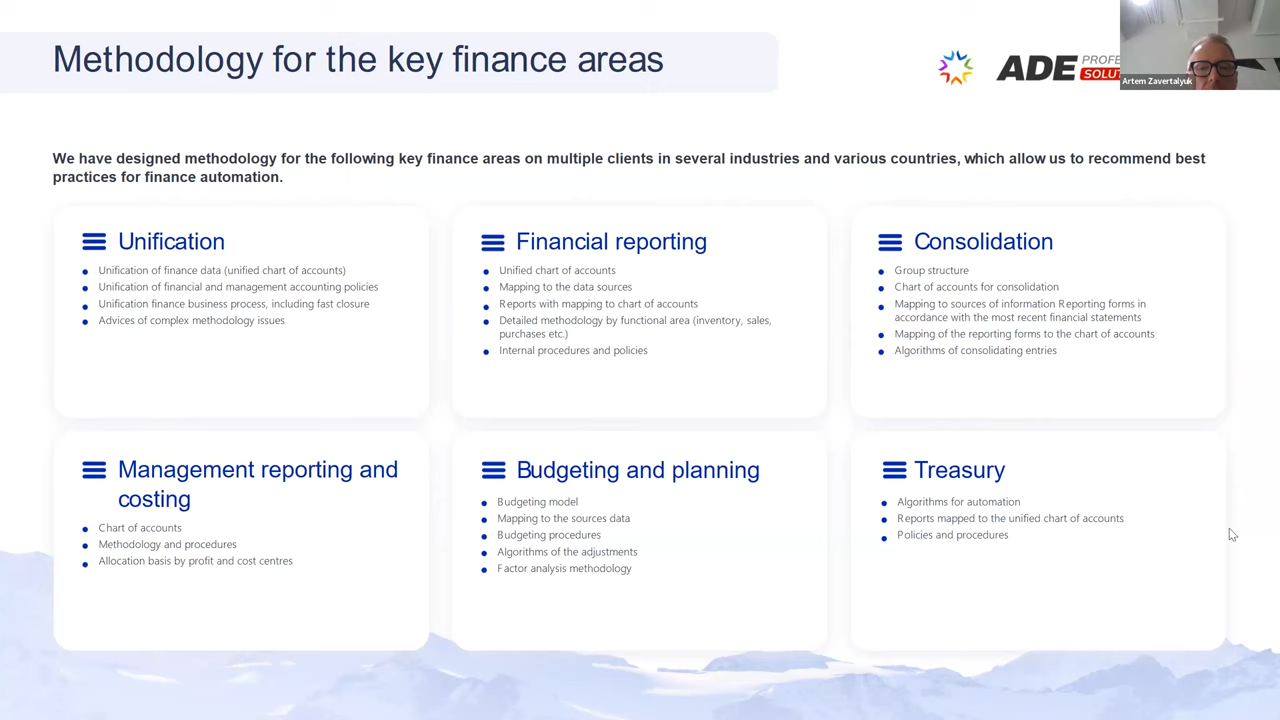 Methodology for the key finance areas
ADE
Artem Zavertalyuk
We have designed methodology for the following key finance areas on multiple clients in several industries and various countries, which allow us to recommend best
practices for finance automation.
Unification
Unification of finance data (unified chart of accounts)
Unification of financial and management accounting policies
Unification finance business process, including fast closure
Advices of complex methodology issues
Financial reporting
Unified chart of accounts
Mapping to the data sources
Reports with mapping to chart of accounts
Detailed methodology by functional area (inventory, sales,
purchases etc.)
Internal procedures and policies
Consolidation
Group structure
Chart of accounts for consolidation
Mapping to sources of information Reporting forms in
accordance with the most recent financial statements
Mapping of the reporting forms to the chart of accounts
Algorithms of consolidating entries
Management reporting and
costing
Chart of accounts
Methodology and procedures
Allocation basis by profit and cost centres
Budgeting and planning
Budgeting model
Mapping to the sources data
Budgeting procedures
Algorithms of the adjustments
Factor analysis methodology
Treasury
Algorithms for automation
Reports mapped to the unified chart of accounts
Policies and procedures